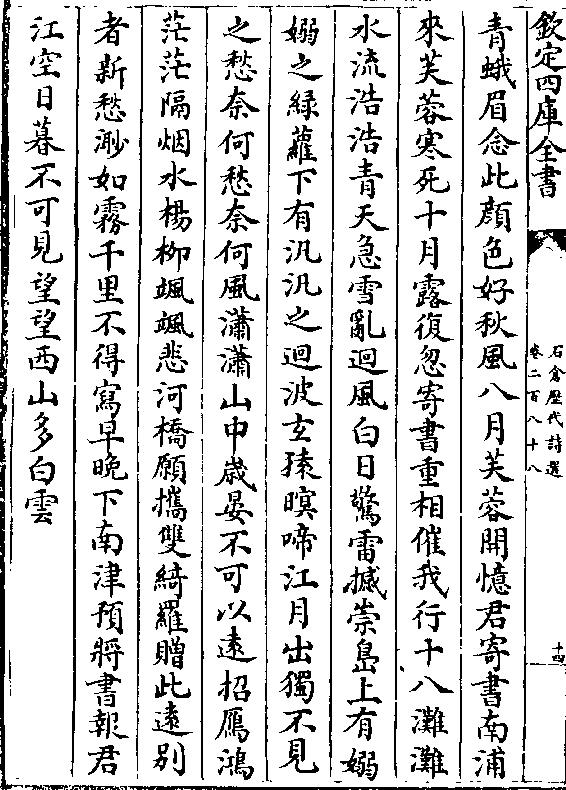 欽定四庫全書
石倉歴代詩選
卷二百八十八
十四
青蛾眉念此顔色好秋風八月芙蓉開憶君寄書南浦
來芙蓉寒死十月露復忽寄書重相催我行十八灘灘
水流浩浩青天急雪亂迴風白日驚雷撼崇島上有嫋
嫋之緑蘿下有汎汎之迴波玄猿暝啼江月出獨不見
之愁奈何愁奈何風瀟瀟山中歳晏不可以逺招鴈鴻
茫茫隔烟水楊柳颯颯悲河橋願攜雙綺羅贈此逺别
者新愁渺如霧千里不得寫早晚下南津預將書報君
江空日暮不可見望望西山多白雲